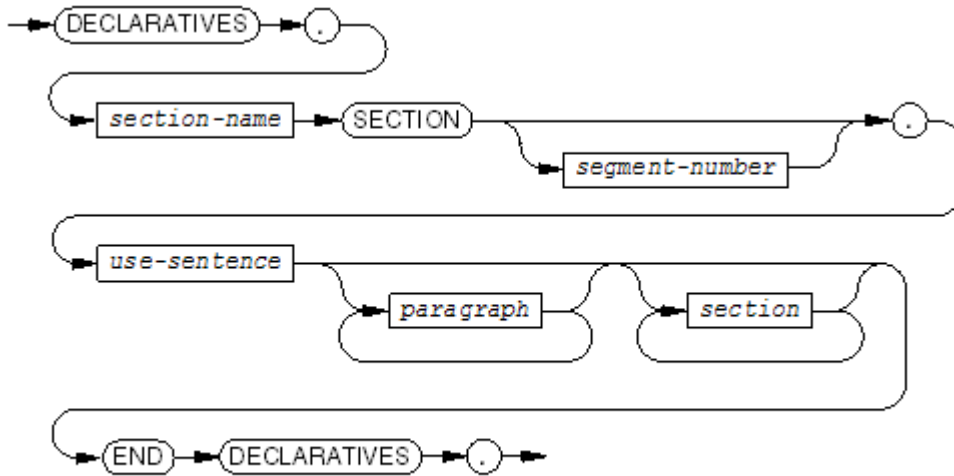 DECLARATIVES .
section-name SECTION .
segment-number
use-sentence
paragraph section
END DECLARATIVES .